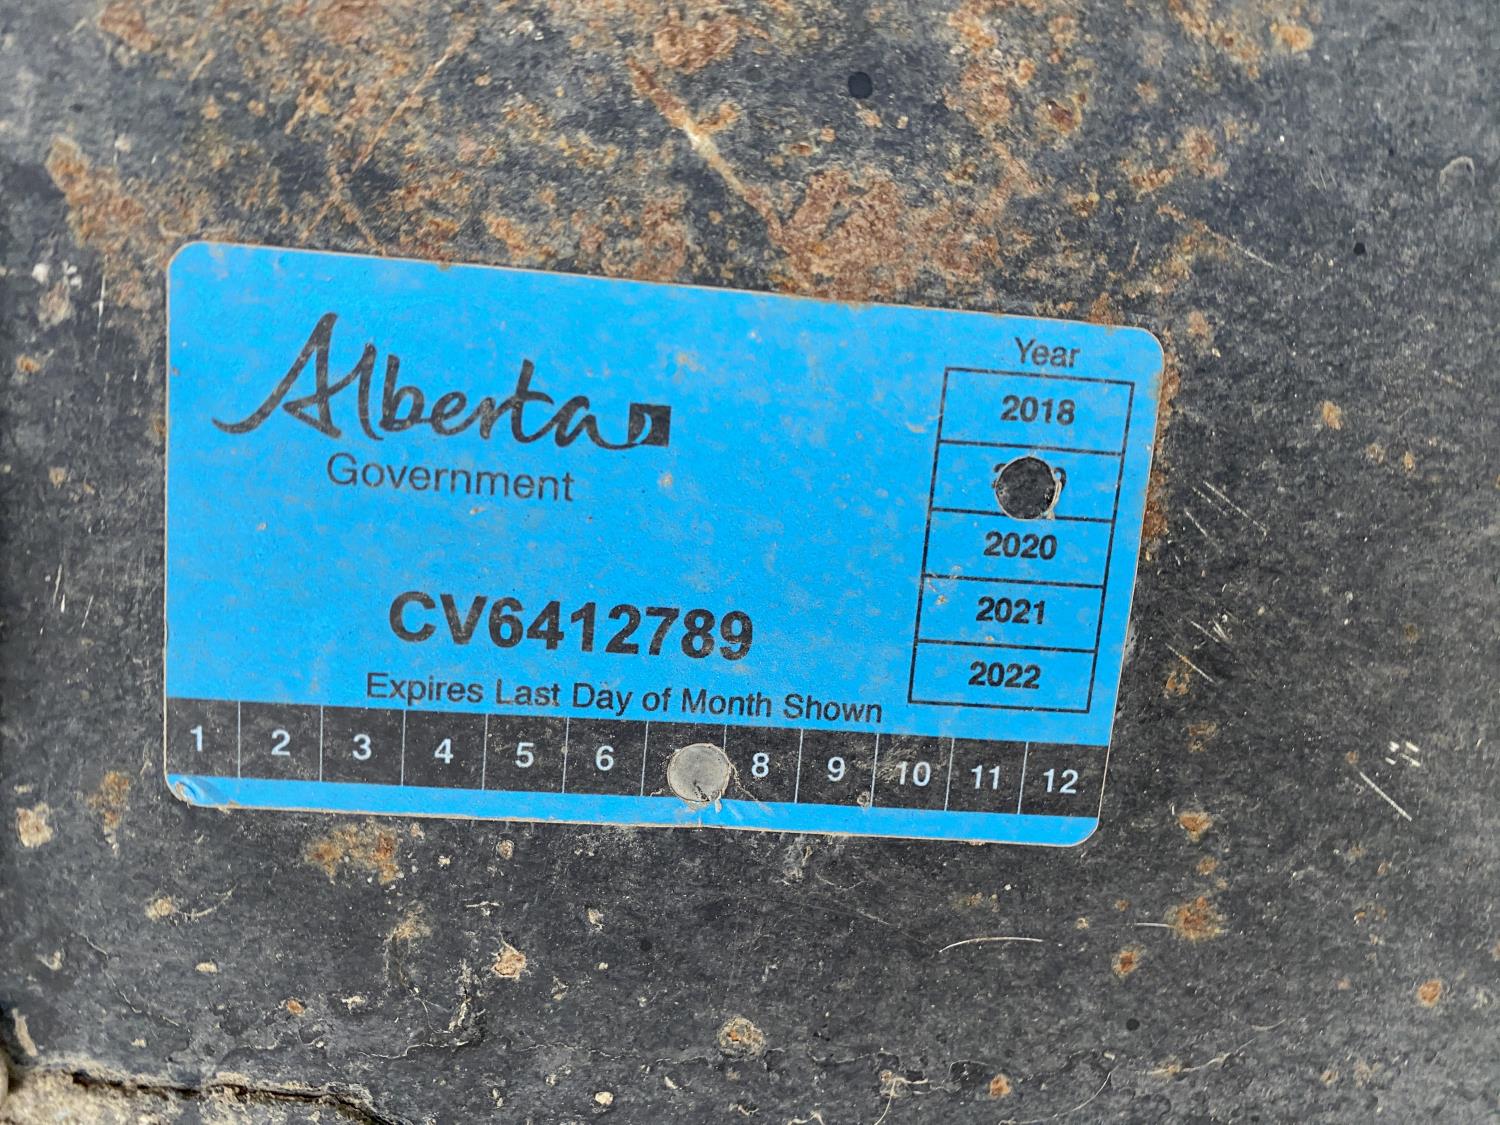 Alberta
Government
CV6412789
Expires Last Day of Month Shown
Year
2018
2020
2021
2022
1 2 3 4 5 6 8 9 10 11 12